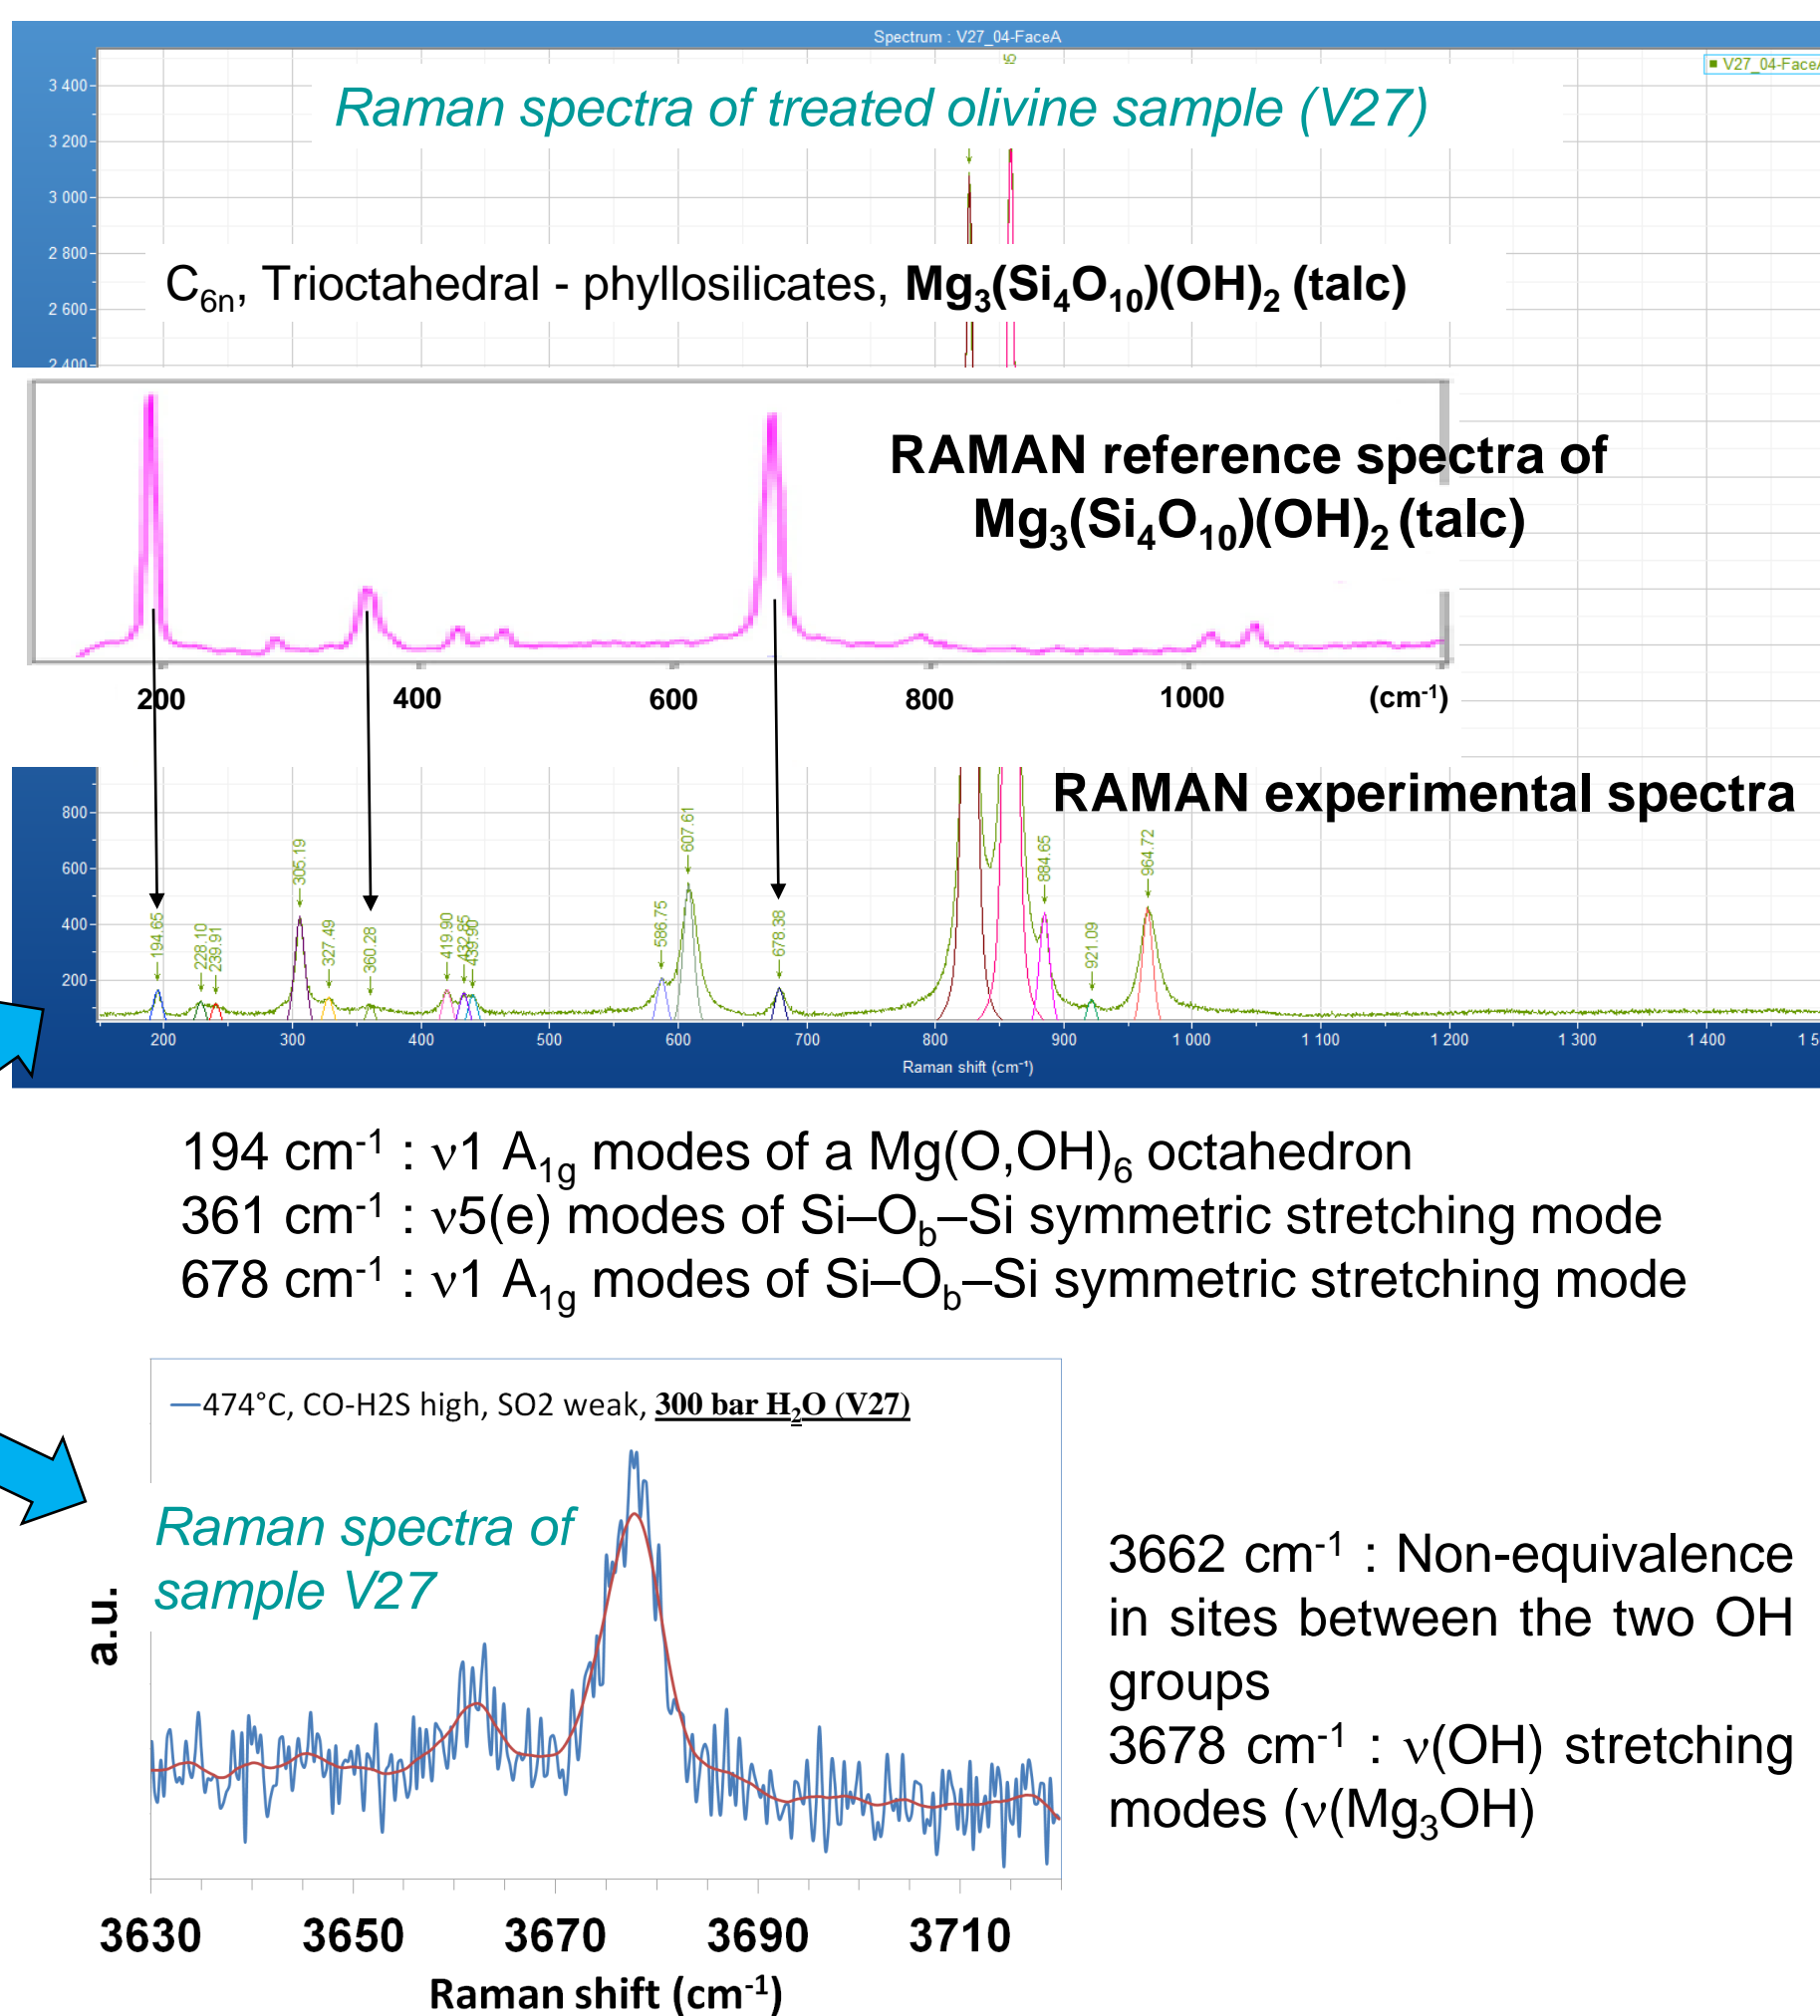 Spectrum : V27_04-FaceA
V27_04-FaceA
Raman spectra of treated olivine sample (V27)
C6n, Trioctahedral - phyllosilicates, Mg3(Si4O10)(OH)2 (talc)
3 400
3 200
3 000
2 800
2 600
2 400
RAMAN reference spectra of
Mg3(Si4O10)(OH)2 (talc)
200 400 600 800 1000 (cm-1)
RAMAN experimental spectra
800
600
400
200
194.65 228.10 239.91 305.19 327.49 360.28 419.90 432.85 439.90 586.75 607.61 678.38 884.65 921.09 964.72
200 300 400 500 600 700 800 900 1 000 1 100 1 200 1 300 1 400 1 5
Raman shift (cm-1)
194 cm-1 : ν1 A1g modes of a Mg(O,OH)6 octahedron
361 cm-1 : ν5(e) modes of Si–Ob–Si symmetric stretching mode
678 cm-1 : ν1 A1g modes of Si–Ob–Si symmetric stretching mode
474°C, CO-H2S high, SO2 weak, 300 bar H2O (V27)
Raman spectra of
sample V27
a.u.
3630 3650 3670 3690 3710
Raman shift (cm-1)
3662 cm-1 : Non-equivalence
in sites between the two OH
groups
3678 cm-1 : ν(OH) stretching
modes (ν(Mg3OH)